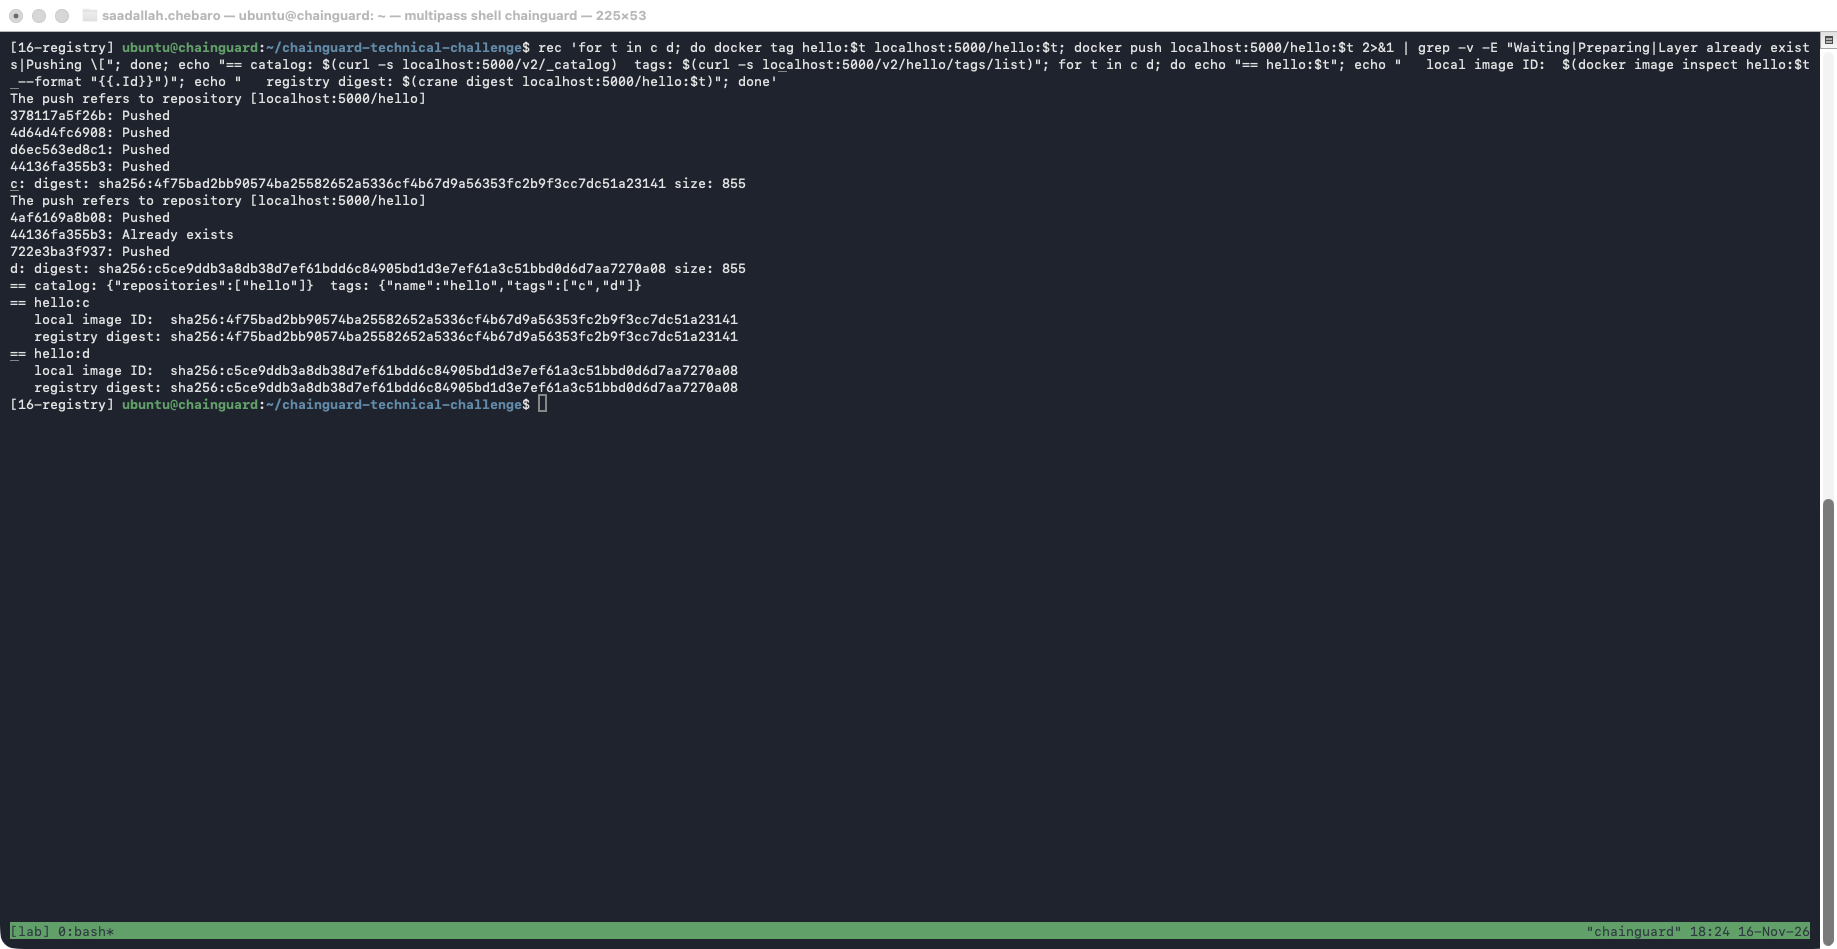 saadallah.chebaro — ubuntu@chainguard: ~ — multipass shell chainguard — 225×53
[16-registry] ubuntu@chainguard:~/chainguard-technical-challenge$ rec 'for t in c d; do docker tag hello:$t localhost:5000/hello:$t; docker push localhost:5000/hello:$t 2>&1 | grep -v -E "Waiting|Preparing|Layer already exist
s|Pushing \["; done; echo "== catalog: $(curl -s localhost:5000/v2/_catalog)  tags: $(curl -s localhost:5000/v2/hello/tags/list)"; for t in c d; do echo "== hello:$t"; echo "   local image ID:  $(docker image inspect hello:$t
 --format "{{.Id}}")"; echo "   registry digest: $(crane digest localhost:5000/hello:$t)"; done'
The push refers to repository [localhost:5000/hello]
378117a5f26b: Pushed
4d64d4fc6908: Pushed
d6ec563ed8c1: Pushed
44136fa355b3: Pushed
c: digest: sha256:4f75bad2bb90574ba25582652a5336cf4b67d9a56353fc2b9f3cc7dc51a23141 size: 855
The push refers to repository [localhost:5000/hello]
4af6169a8b08: Pushed
44136fa355b3: Already exists
722e3ba3f937: Pushed
d: digest: sha256:c5ce9ddb3a8db38d7ef61bdd6c84905bd1d3e7ef61a3c51bbd0d6d7aa7270a08 size: 855
== catalog: {"repositories":["hello"]}  tags: {"name":"hello","tags":["c","d"]}
== hello:c
   local image ID:  sha256:4f75bad2bb90574ba25582652a5336cf4b67d9a56353fc2b9f3cc7dc51a23141
   registry digest: sha256:4f75bad2bb90574ba25582652a5336cf4b67d9a56353fc2b9f3cc7dc51a23141
== hello:d
   local image ID:  sha256:c5ce9ddb3a8db38d7ef61bdd6c84905bd1d3e7ef61a3c51bbd0d6d7aa7270a08
   registry digest: sha256:c5ce9ddb3a8db38d7ef61bdd6c84905bd1d3e7ef61a3c51bbd0d6d7aa7270a08
[16-registry] ubuntu@chainguard:~/chainguard-technical-challenge$
[lab] 0:bash* "chainguard" 18:24 16-Nov-26